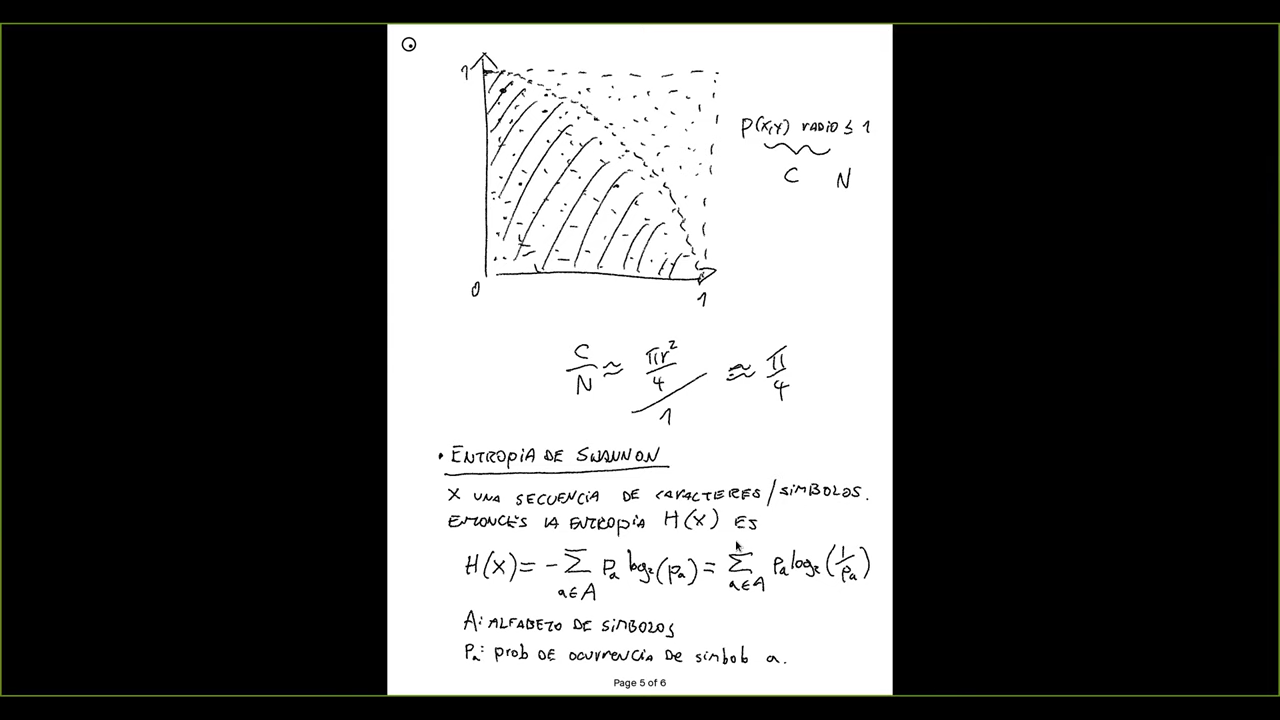 1
P(x,y) RADIO ≤ 1
C N
0
1
C/N ≈ πr²/4 / 1 ≈ π/4
• ENTROPIA DE SHANNON
X UNA SECUENCIA DE CARACTERES/SIMBOLOS.
ENTONCES LA ENTROPIA H(X) ES
H(X) = - ∑ a∈A Pa log₂(pa) = ∑ a∈A Pa log₂(1/pa)
A: ALFABETO DE SIMBOLOS
Pa: prob DE OCURRENCIA DE simbolo a.
Page 5 of 6